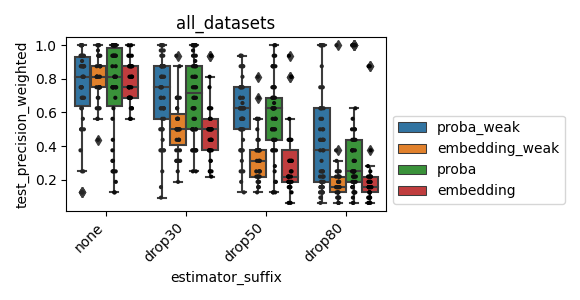 all_datasets
test_precision_weighted
1.0
0.8
0.6
0.4
0.2
none
drop30
drop50
drop80
estimator_suffix
proba_weak
embedding_weak
proba
embedding